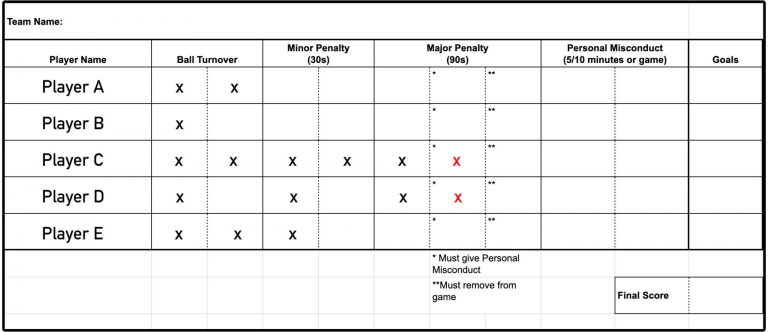 Team Name:
Player Name Ball Turnover Minor Penalty (30s) Major Penalty (90s) Personal Misconduct (5/10 minutes or game) Goals
Player A x x * **
Player B x * **
Player C x x x x x * x **
Player D x x x * x **
Player E x x x * **
* Must give Personal
Misconduct
**Must remove from
game
Final Score